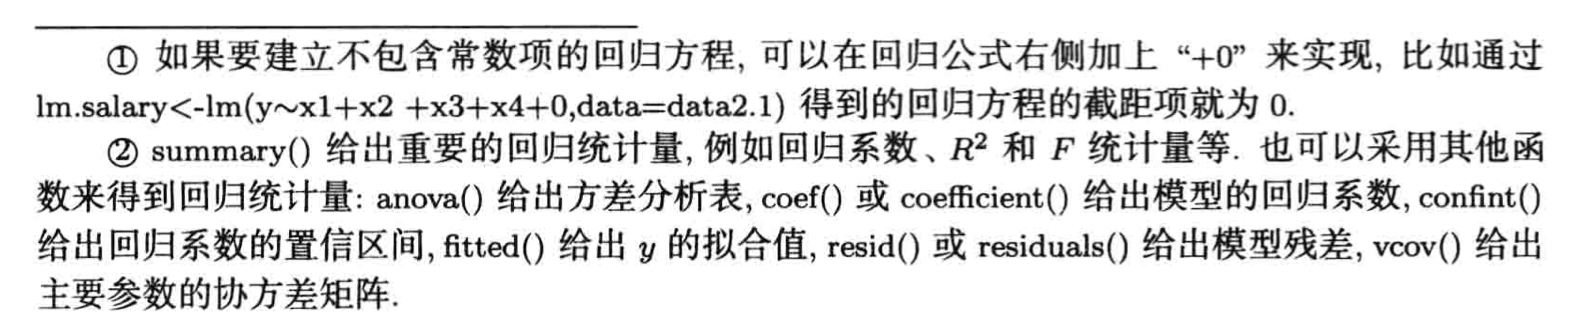 ① 如果要建立不包含常数项的回归方程, 可以在回归公式右侧加上 “+0” 来实现, 比如通过
lm.salary<-lm(y~x1+x2 +x3+x4+0,data=data2.1) 得到的回归方程的截距项就为 0.
② summary() 给出重要的回归统计量, 例如回归系数、R² 和 F 统计量等. 也可以采用其他函
数来得到回归统计量: anova() 给出方差分析表, coef() 或 coefficient() 给出模型的回归系数, confint()
给出回归系数的置信区间, fitted() 给出 y 的拟合值, resid() 或 residuals() 给出模型残差, vcov() 给出
主要参数的协方差矩阵.